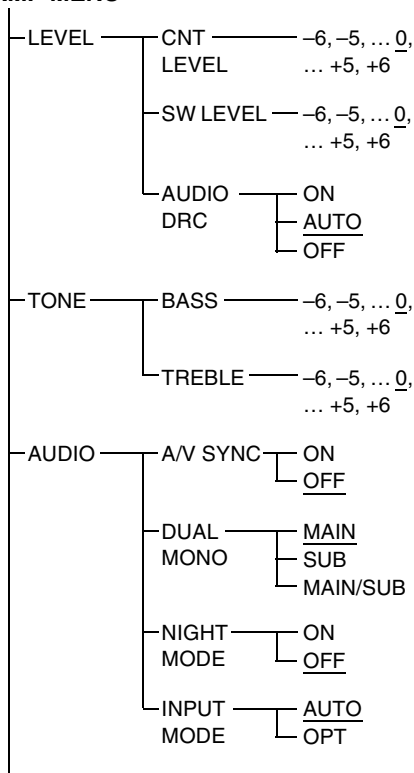 LEVEL CNT LEVEL –6, –5, … 0, … +5, +6
SW LEVEL –6, –5, … 0, … +5, +6
AUDIO DRC ON
AUTO
OFF
TONE BASS –6, –5, … 0, … +5, +6
TREBLE –6, –5, … 0, … +5, +6
AUDIO A/V SYNC ON
OFF
DUAL MONO MAIN
SUB
MAIN/SUB
NIGHT MODE ON
OFF
INPUT MODE AUTO
OPT